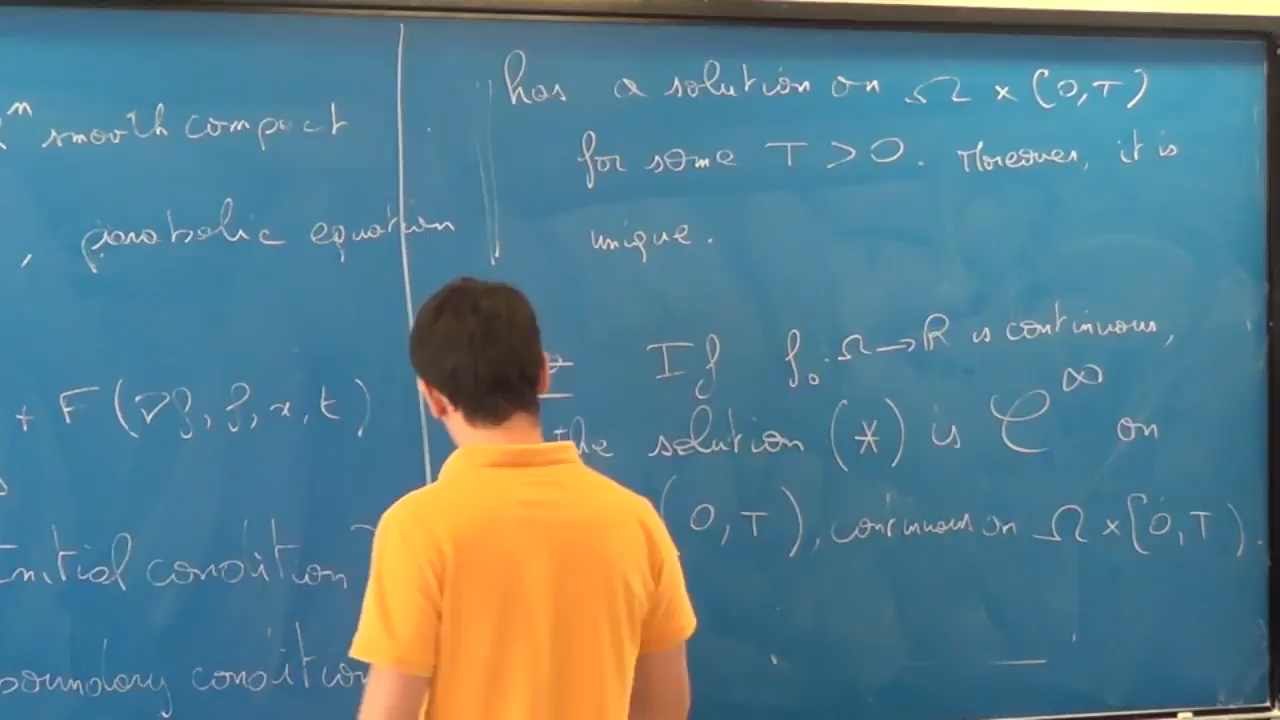 ℝⁿ smooth compact
, parabolic equation
+ F(∇f, f, x, t)
initial condition
boundary condition
has a solution on Ω × (0,T)
for some T > 0. Moreover, it is
unique.
If f₀: Ω → ℝ is continuous,
the solution (*) is C^∞ on
(0,T), continuous on Ω × [0,T).